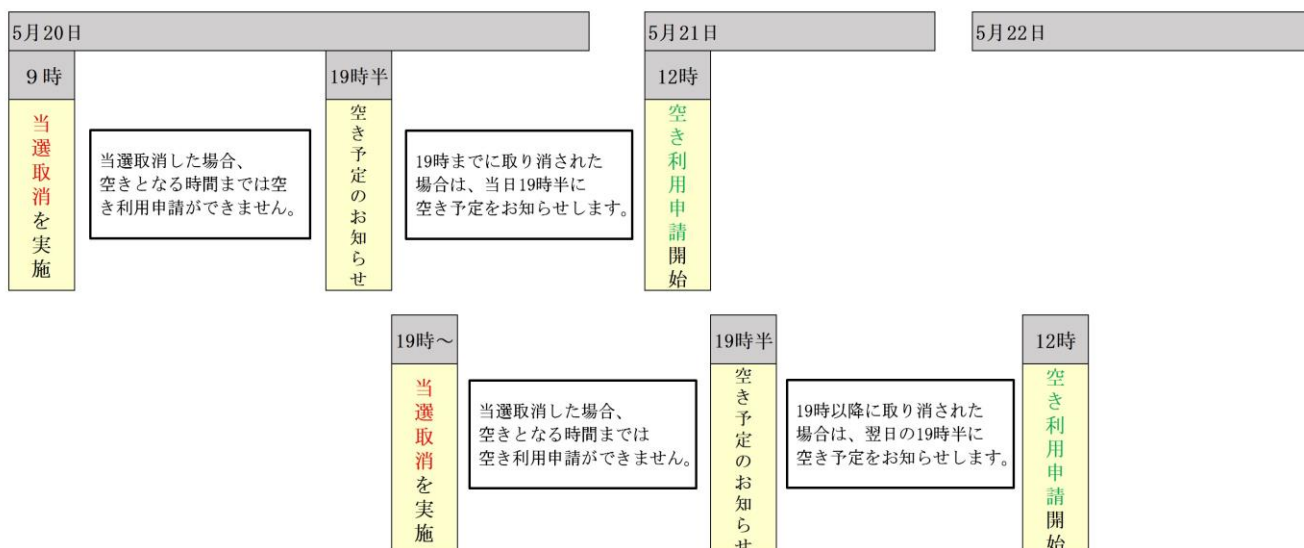 5月20日
5月21日
5月22日
9時
19時半
12時
当選取消を実施
当選取消した場合、
空きとなる時間までは空
き利用申請ができません。
空き予定のお知らせ
19時までに取り消された
場合は、当日19時半に
空き予定をお知らせします。
空き利用申請開始
19時～
19時半
12時
当選取消を実施
当選取消した場合、
空きとなる時間までは
空き利用申請ができません。
空き予定のお知らせ
19時以降に取り消された
場合は、翌日の19時半に
空き予定をお知らせします。
空き利用申請開始